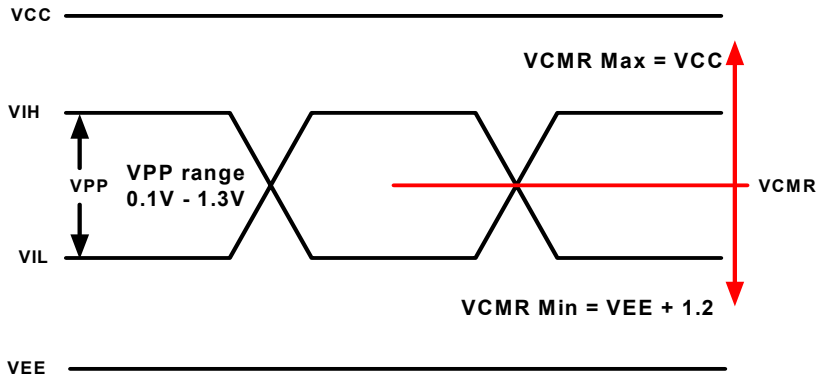 VCC
VCMR Max = VCC
VIH
VPP
VPP range
0.1V - 1.3V
VCMR
VIL
VCMR Min = VEE + 1.2
VEE